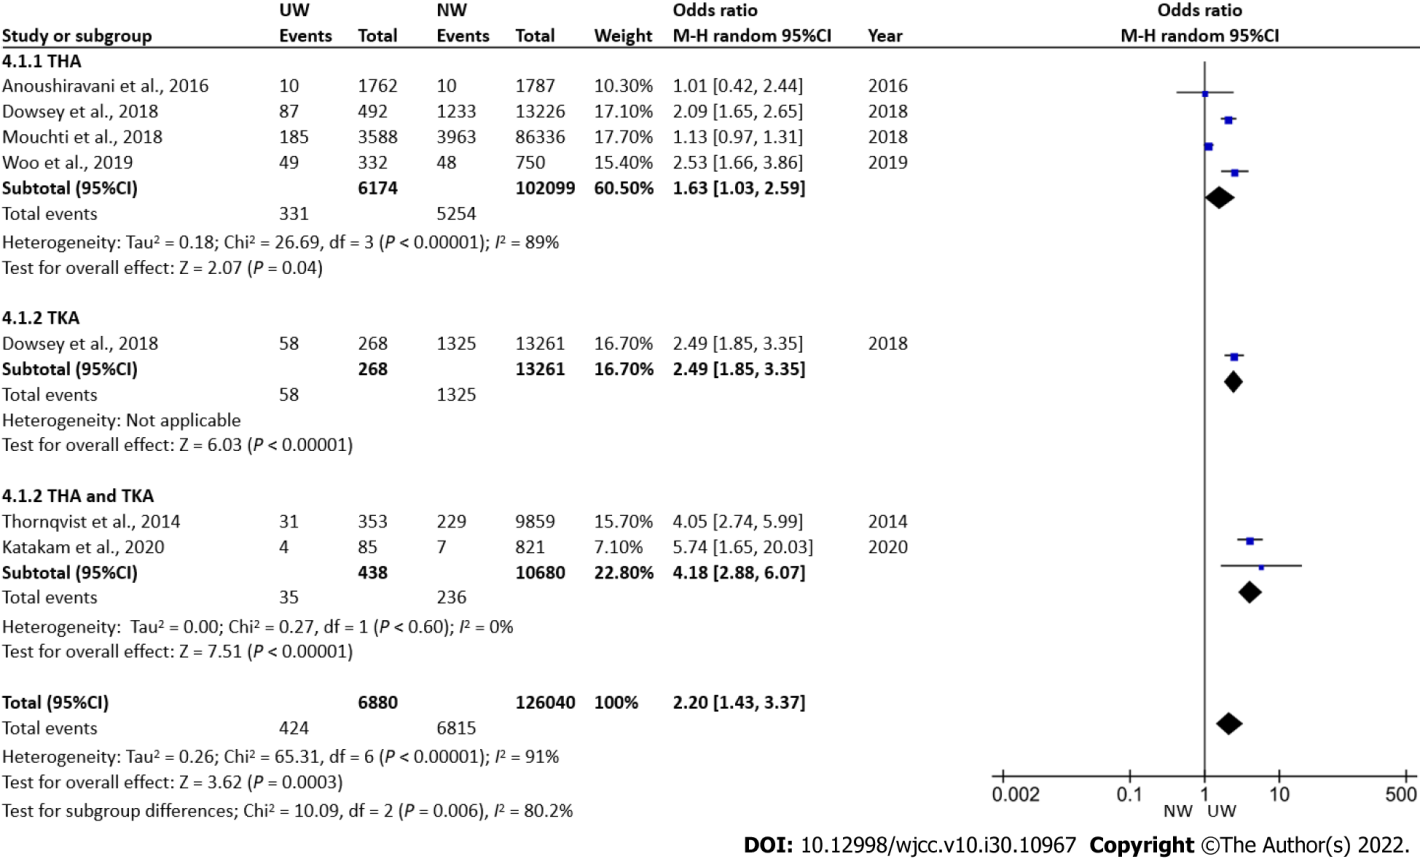 UW NW Odds ratio Odds ratio
Study or subgroup Events Total Events Total Weight M-H random 95%CI Year M-H random 95%CI
4.1.1 THA
Anoushiravani et al., 2016 10 1762 10 1787 10.30% 1.01 [0.42, 2.44] 2016
Dowsey et al., 2018 87 492 1233 13226 17.10% 2.09 [1.65, 2.65] 2018
Mouchti et al., 2018 185 3588 3963 86336 17.70% 1.13 [0.97, 1.31] 2018
Woo et al., 2019 49 332 48 750 15.40% 2.53 [1.66, 3.86] 2019
Subtotal (95%CI) 6174 102099 60.50% 1.63 [1.03, 2.59]
Total events 331 5254
Heterogeneity: Tau² = 0.18; Chi² = 26.69, df = 3 (P < 0.00001); I² = 89%
Test for overall effect: Z = 2.07 (P = 0.04)
4.1.2 TKA
Dowsey et al., 2018 58 268 1325 13261 16.70% 2.49 [1.85, 3.35] 2018
Subtotal (95%CI) 268 13261 16.70% 2.49 [1.85, 3.35]
Total events 58 1325
Heterogeneity: Not applicable
Test for overall effect: Z = 6.03 (P < 0.00001)
4.1.2 THA and TKA
Thornqvist et al., 2014 31 353 229 9859 15.70% 4.05 [2.74, 5.99] 2014
Katakam et al., 2020 4 85 7 821 7.10% 5.74 [1.65, 20.03] 2020
Subtotal (95%CI) 438 10680 22.80% 4.18 [2.88, 6.07]
Total events 35 236
Heterogeneity: Tau² = 0.00; Chi² = 0.27, df = 1 (P < 0.60); I² = 0%
Test for overall effect: Z = 7.51 (P < 0.00001)
Total (95%CI) 6880 126040 100% 2.20 [1.43, 3.37]
Total events 424 6815
Heterogeneity: Tau² = 0.26; Chi² = 65.31, df = 6 (P < 0.00001); I² = 91%
Test for overall effect: Z = 3.62 (P = 0.0003)
Test for subgroup differences; Chi² = 10.09, df = 2 (P = 0.006), I² = 80.2%
0.002 0.1 1 10 500
NW UW
DOI: 10.12998/wjcc.v10.i30.10967 Copyright ©The Author(s) 2022.